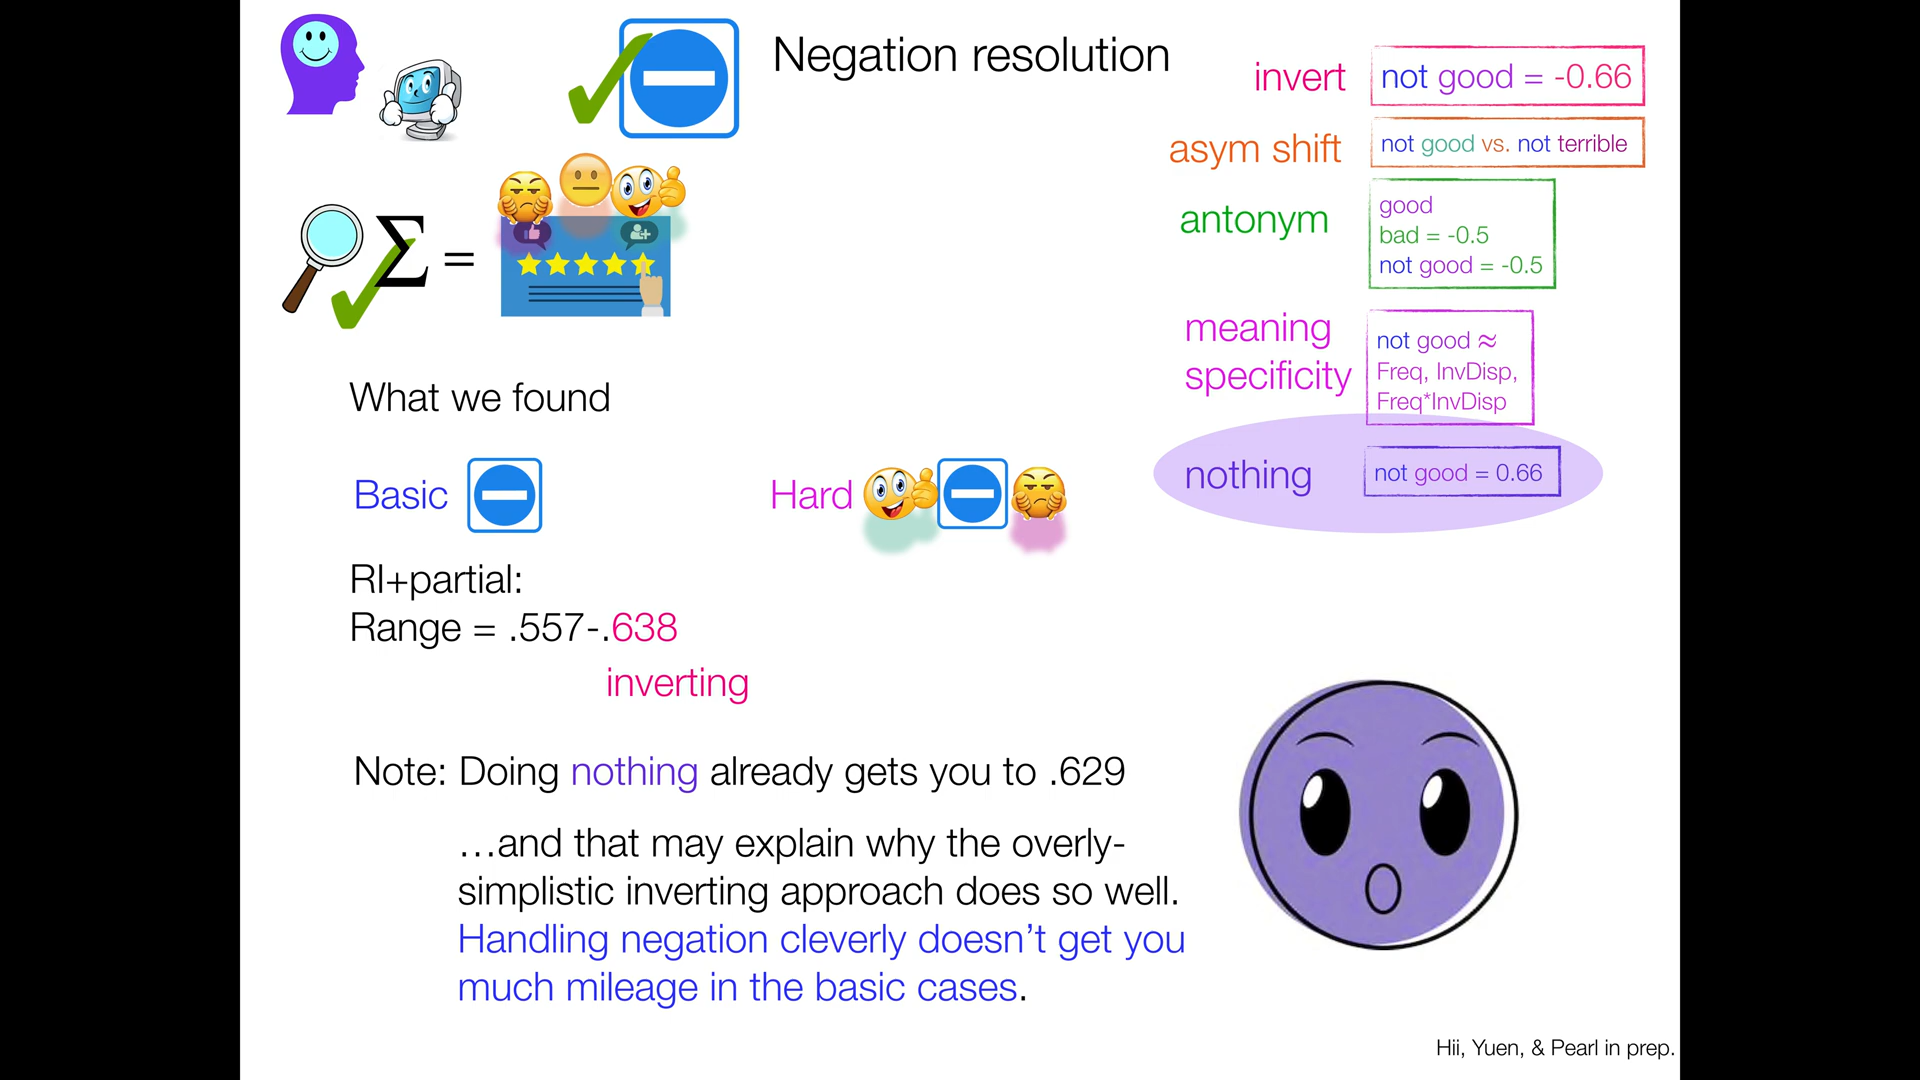 Negation resolution
invert
not good = -0.66
asym shift
not good vs. not terrible
antonym
good
bad = -0.5
not good = -0.5
meaning
specificity
not good ≈
Freq, InvDisp,
Freq*InvDisp
nothing
not good = 0.66
Σ =
What we found
Basic
Hard
RI+partial:
Range = .557-.638
inverting
Note: Doing nothing already gets you to .629
…and that may explain why the overly-
simplistic inverting approach does so well.
Handling negation cleverly doesn’t get you
much mileage in the basic cases.
Hii, Yuen, & Pearl in prep.